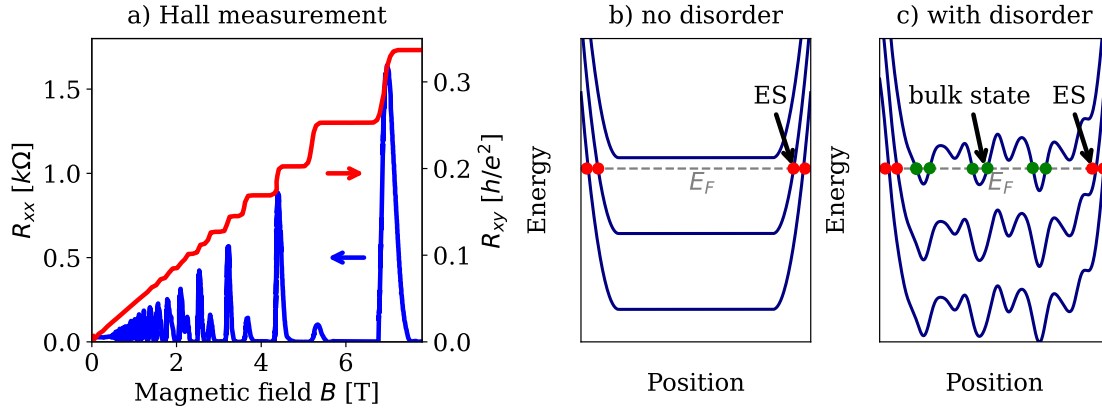 a) Hall measurement
R_xx [kΩ]
1.5
1.0
0.5
0.0
0
2
4
6
Magnetic field B [T]
0.3
0.2
0.1
0.0
R_xy [h/e²]
b) no disorder
ES
E_F
Energy
Position
c) with disorder
bulk state
ES
E_F
Energy
Position